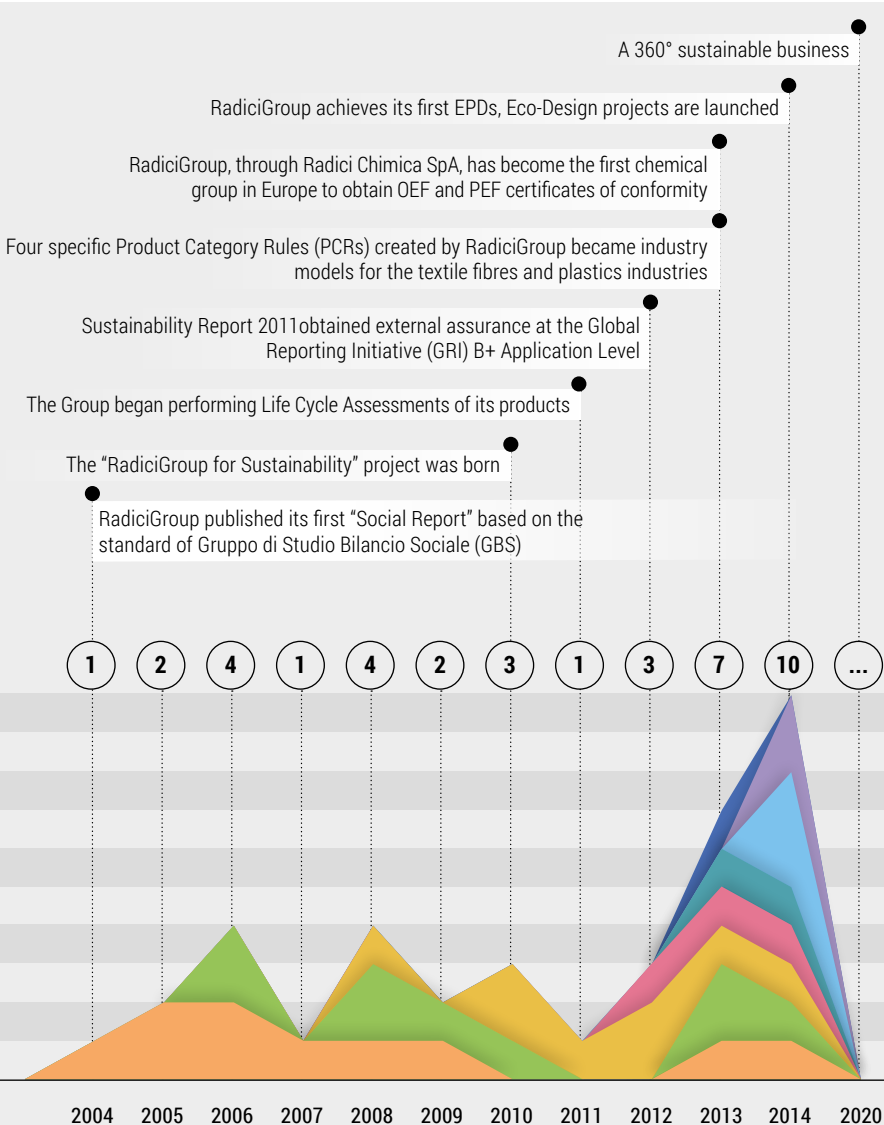 A 360° sustainable business
RadiciGroup achieves its first EPDs, Eco-Design projects are launched
RadiciGroup, through Radici Chimica SpA, has become the first chemical
group in Europe to obtain OEF and PEF certificates of conformity
Four specific Product Category Rules (PCRs) created by RadiciGroup became industry
models for the textile fibres and plastics industries
Sustainability Report 2011obtained external assurance at the Global
Reporting Initiative (GRI) B+ Application Level
The Group began performing Life Cycle Assessments of its products
The “RadiciGroup for Sustainability” project was born
RadiciGroup published its first “Social Report” based on the
standard of Gruppo di Studio Bilancio Sociale (GBS)
1 2 4 1 4 2 3 1 3 7 10 ...
2004 2005 2006 2007 2008 2009 2010 2011 2012 2013 2014 2020